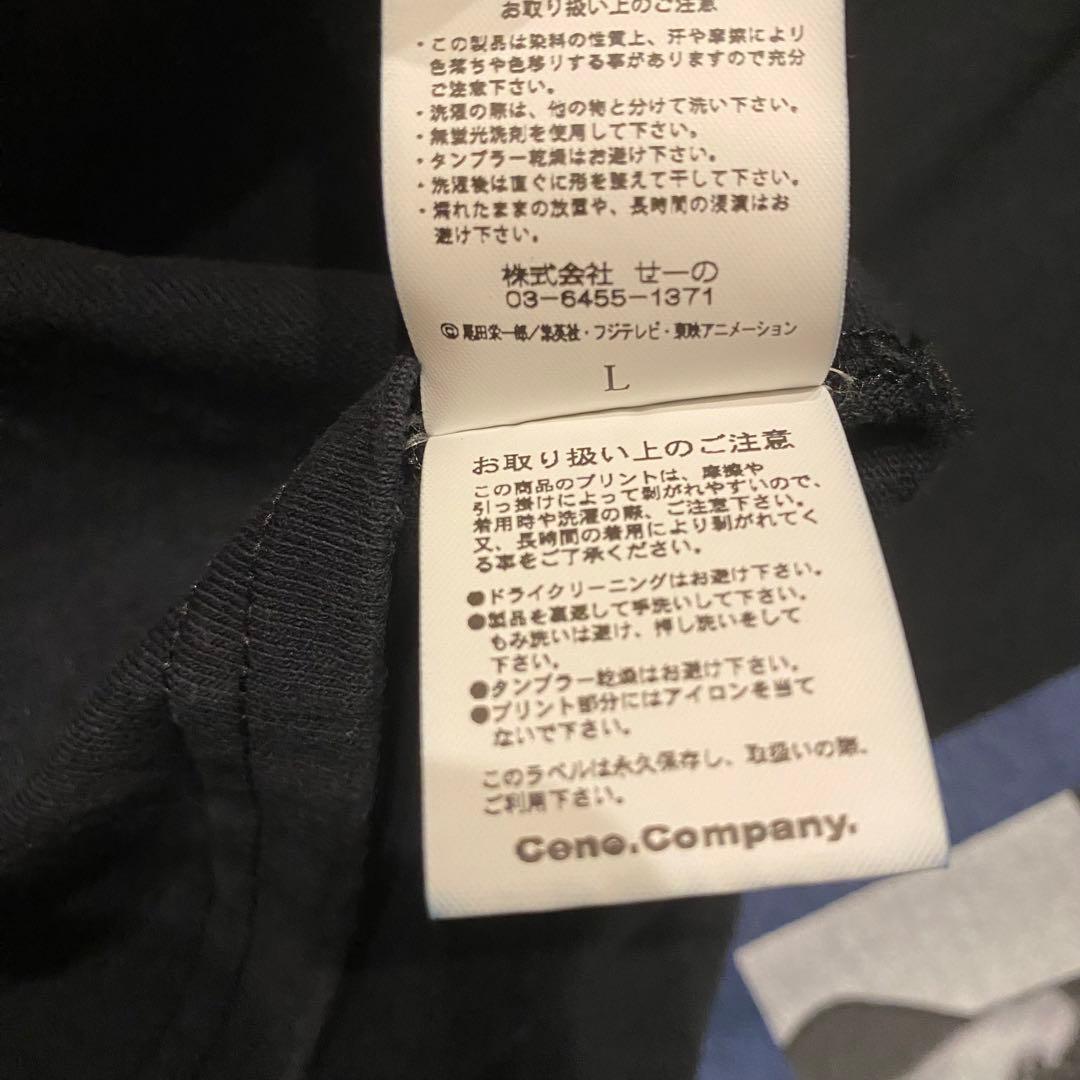 お取り扱い上のご注意
・この製品は染料の性質上、汗や摩擦により
色落ちや色移りする事がありますので充分
ご注意下さい。
・洗濯の際は、他の物と分けて洗い下さい。
・無蛍光洗剤を使用して下さい。
・タンブラー乾燥はお避け下さい。
・洗濯後は直ぐに形を整えて干して下さい。
・濡れたままの放置や、長時間の浸漬はお
避け下さい。
株式会社 せーの
03-6455-1371
©尾田栄一郎/集英社・フジテレビ・東映アニメーション
L
お取り扱い上のご注意
この商品のプリントは、摩擦や
引っ掛けによって剥がれやすいので、
着用時や洗濯の際、ご注意下さい。
又、長時間の着用により剥がれてく
る事をご了承ください。
●ドライクリーニングはお避け下さい。
●製品を裏返して手洗いして下さい。
もみ洗いは避け、押し洗いをして
下さい。
●タンブラー乾燥はお避け下さい。
●プリント部分にはアイロンを当て
ないで下さい。
このラベルは永久保存し、取扱いの際、
ご利用下さい。
Ceno.Company.